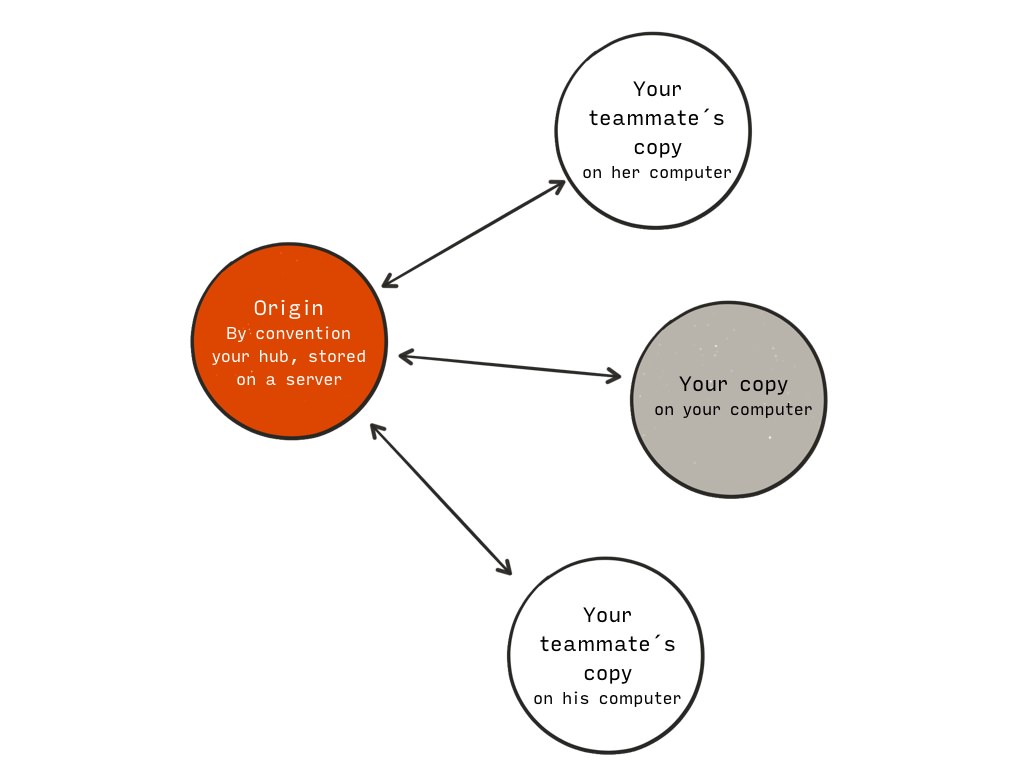 Your
teammate´s
copy
on her computer
Origin
By convention
your hub, stored
on a server
Your copy
on your computer
Your
teammate´s
copy
on his computer